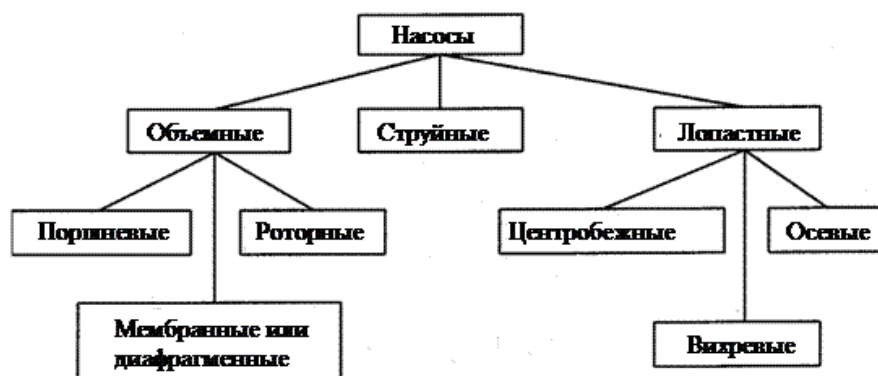 Насосы
Объемные
Струйные
Лопастные
Поршневые
Роторные
Центробежные
Осевые
Мембранные или
диафрагменные
Вихревые